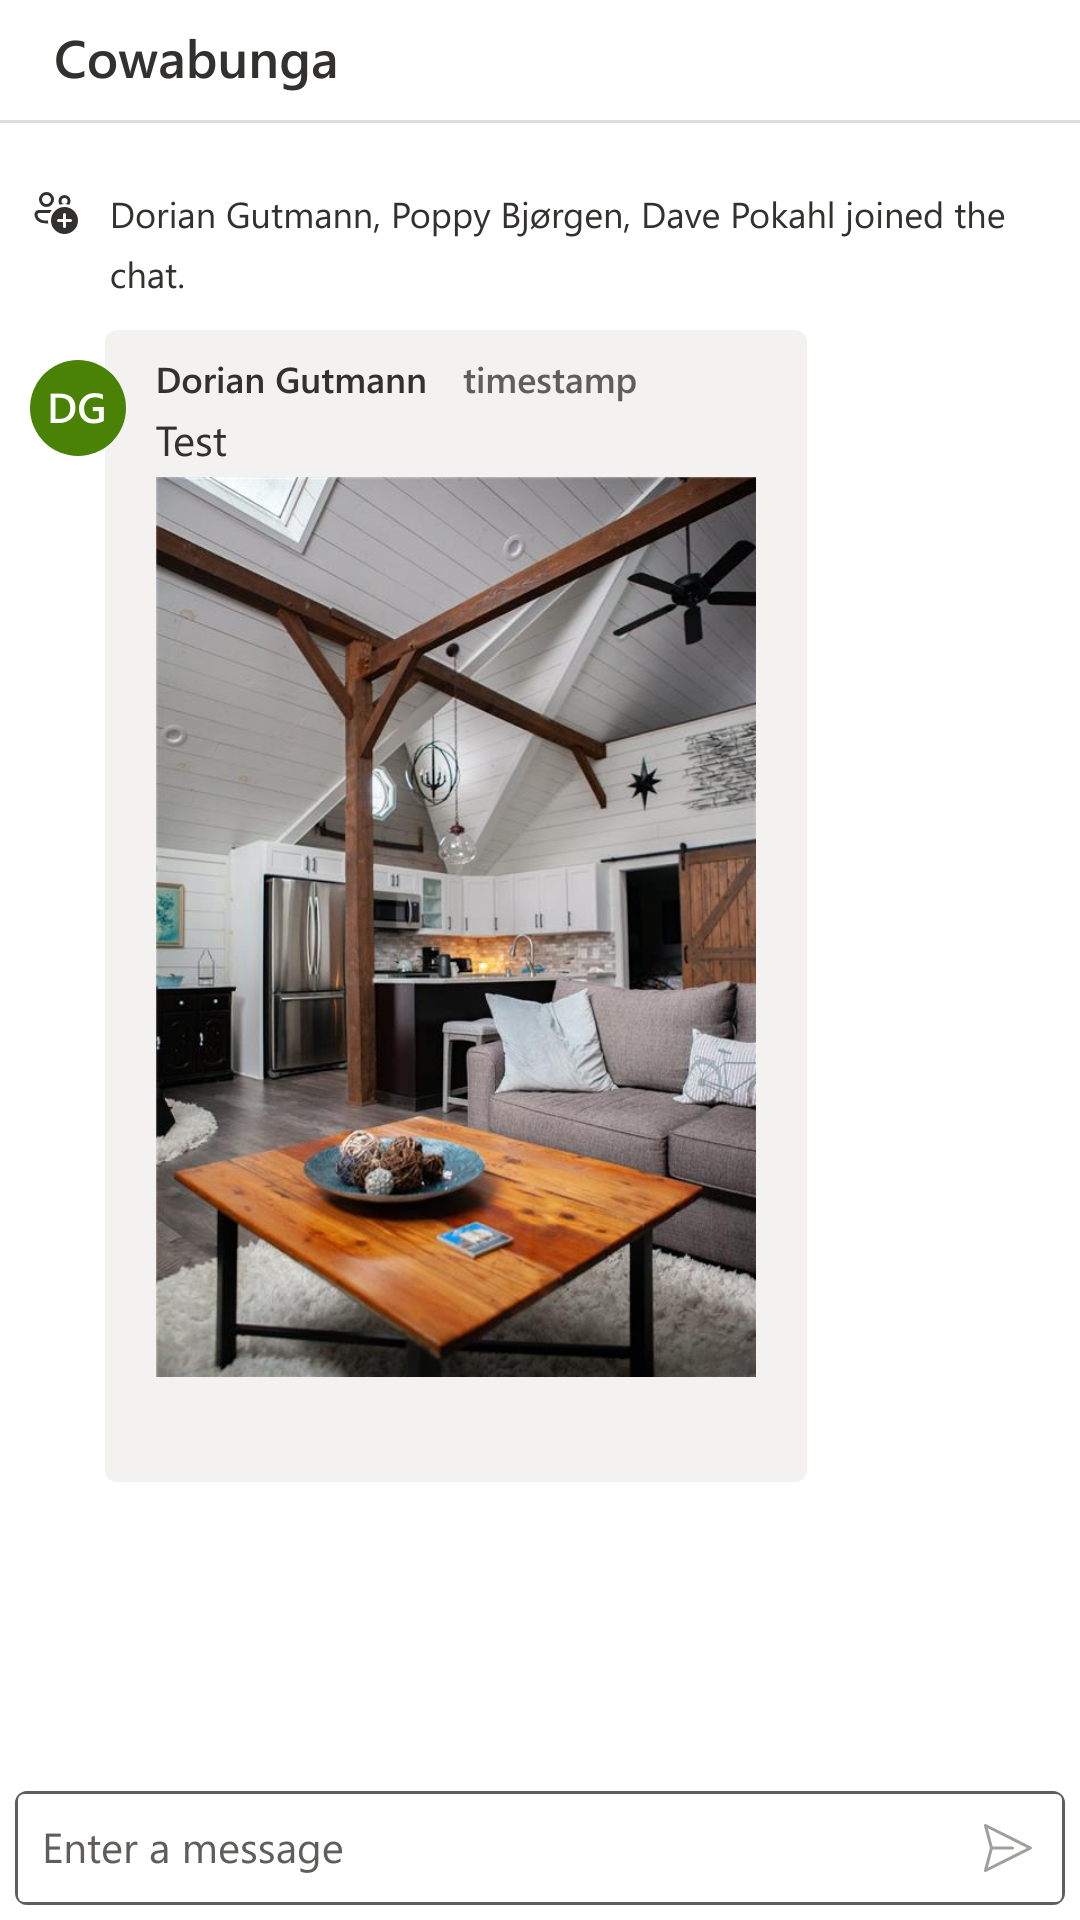 Cowabunga
Dorian Gutmann, Poppy Bjørgen, Dave Pokahl joined the
chat.
DG
Dorian Gutmann timestamp
Test
Enter a message